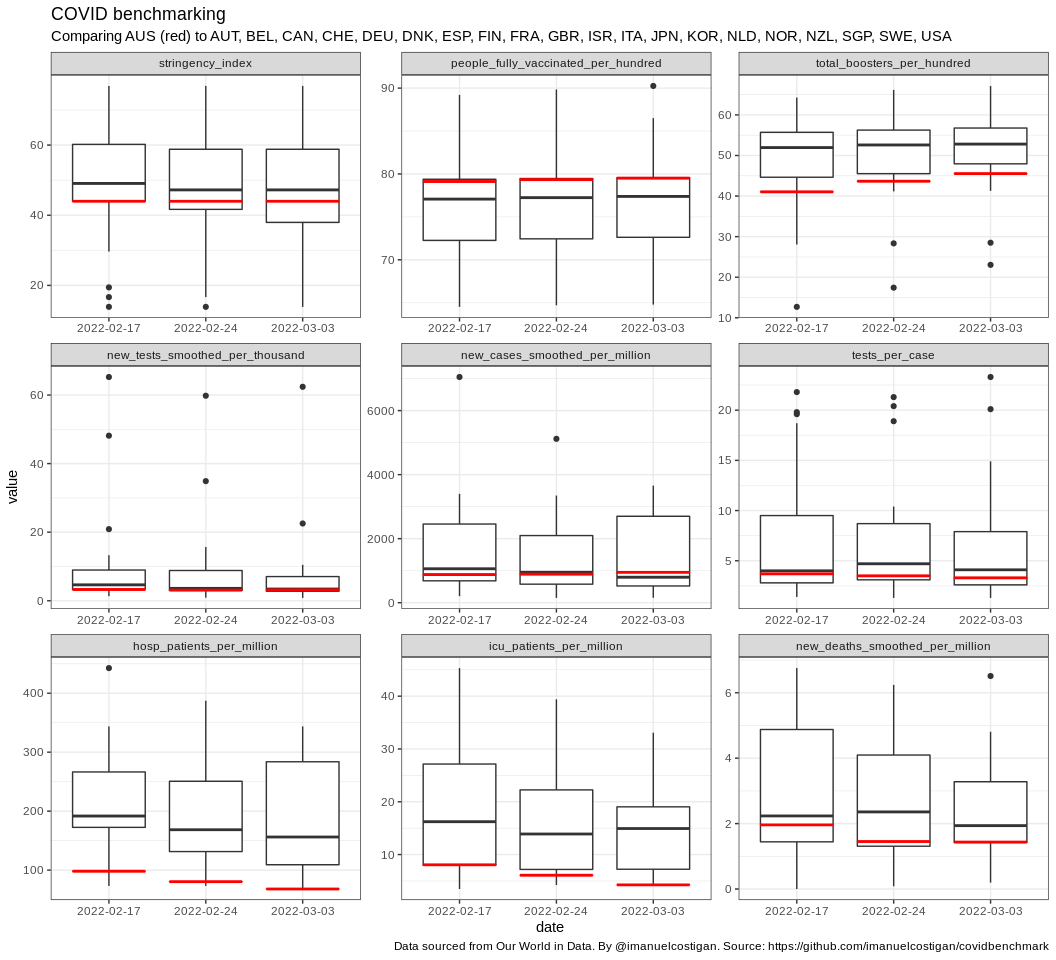 COVID benchmarking
Comparing AUS (red) to AUT, BEL, CAN, CHE, DEU, DNK, ESP, FIN, FRA, GBR, ISR, ITA, JPN, KOR, NLD, NOR, NZL, SGP, SWE, USA
stringency_index
60
40
20
2022-02-17 2022-02-24 2022-03-03
people_fully_vaccinated_per_hundred
90
80
70
2022-02-17 2022-02-24 2022-03-03
total_boosters_per_hundred
60
50
40
30
20
10
2022-02-17 2022-02-24 2022-03-03
value
new_tests_smoothed_per_thousand
60
40
20
0
2022-02-17 2022-02-24 2022-03-03
new_cases_smoothed_per_million
6000
4000
2000
0
2022-02-17 2022-02-24 2022-03-03
tests_per_case
20
15
10
5
2022-02-17 2022-02-24 2022-03-03
hosp_patients_per_million
400
300
200
100
2022-02-17 2022-02-24 2022-03-03
icu_patients_per_million
40
30
20
10
2022-02-17 2022-02-24 2022-03-03
new_deaths_smoothed_per_million
6
4
2
0
2022-02-17 2022-02-24 2022-03-03
date
Data sourced from Our World in Data. By @imanuelcostigan. Source: https://github.com/imanuelcostigan/covidbenchmark